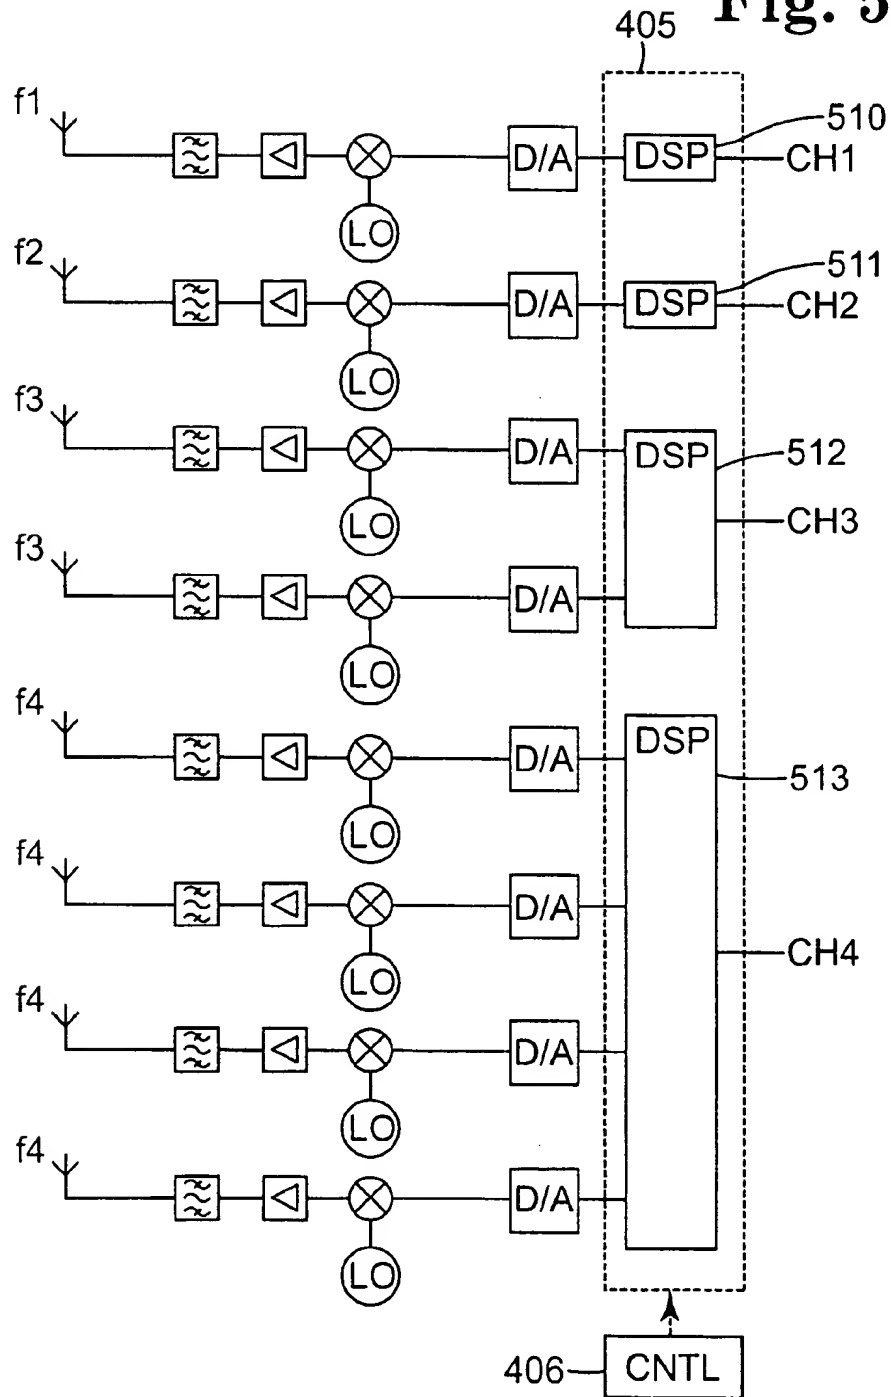 Fig. 5
405
f1
D/A
DSP
510
CH1
LO
f2
D/A
DSP
511
CH2
LO
f3
D/A
DSP
512
LO
CH3
f3
D/A
LO
f4
D/A
DSP
513
LO
f4
D/A
CH4
LO
f4
D/A
LO
f4
D/A
LO
406
CNTL